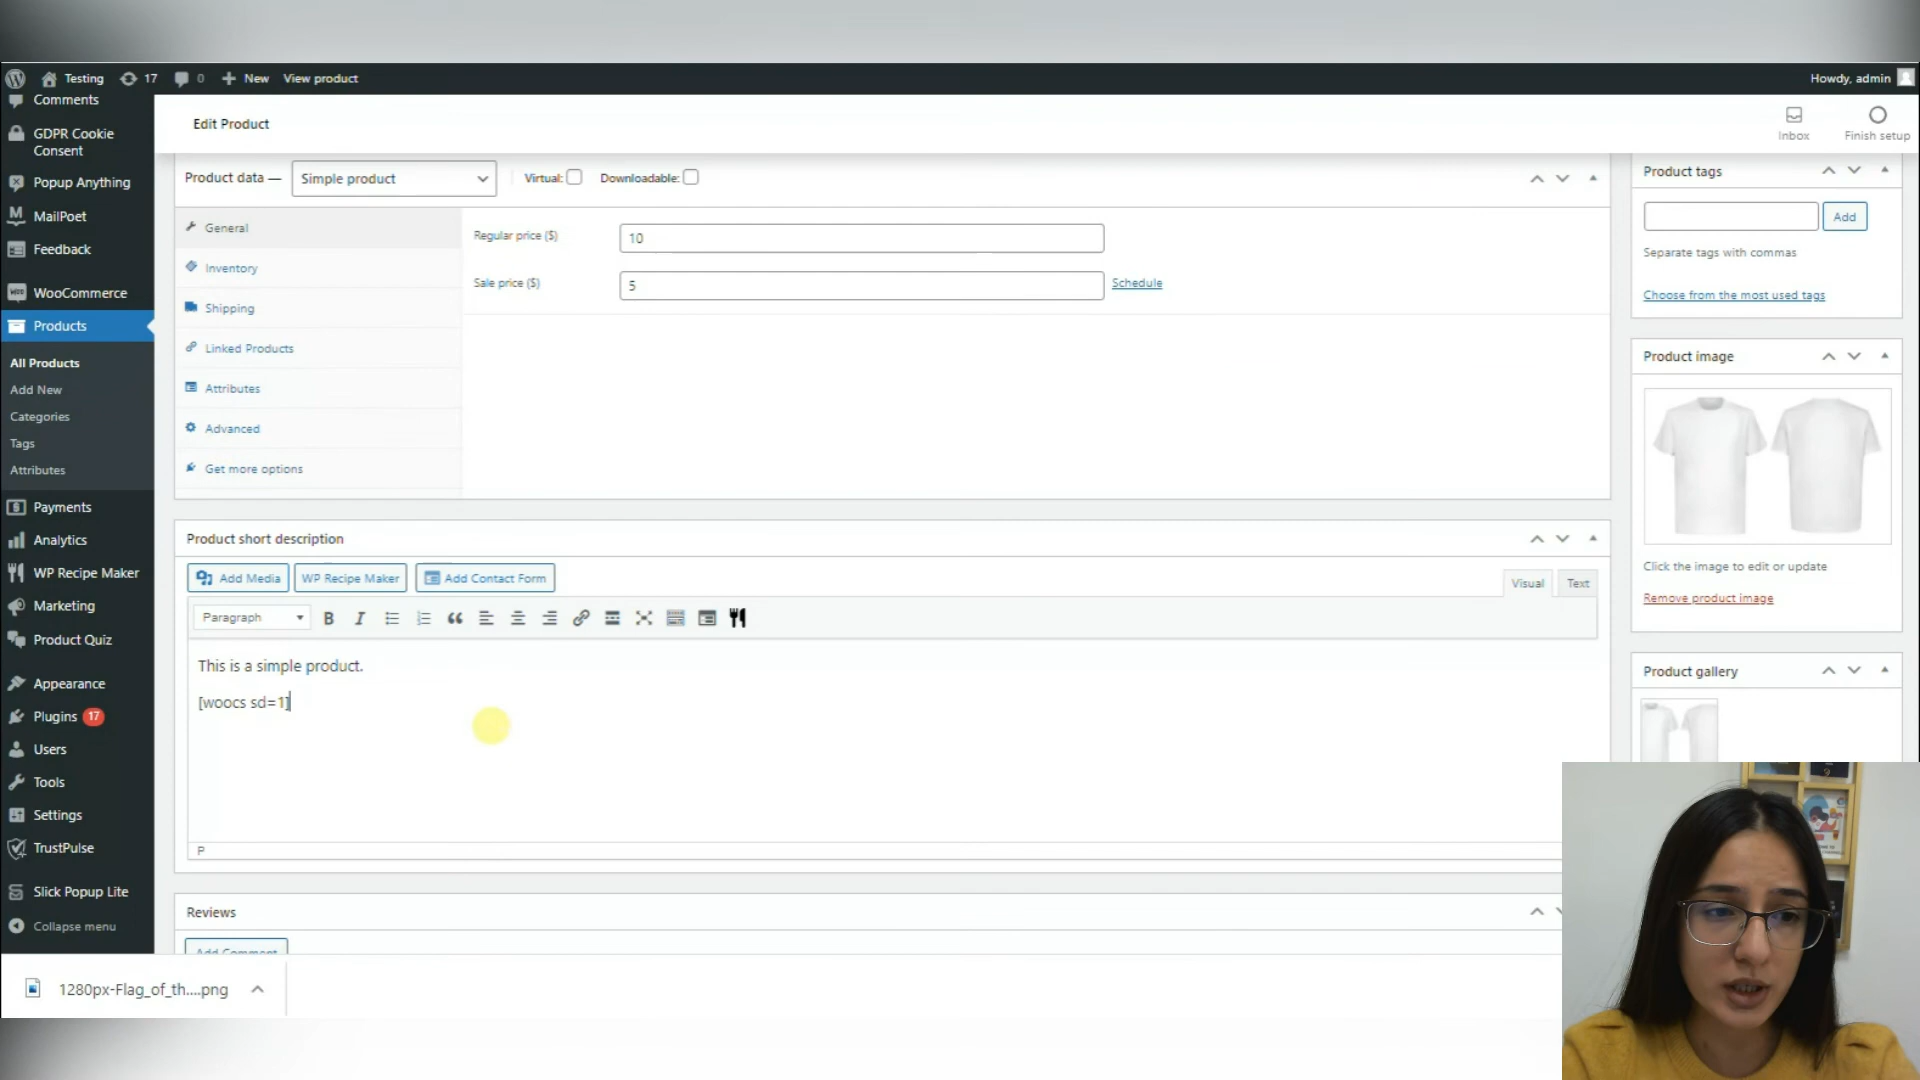 Testing 17 0 New View product Howdy, admin
Comments
GDPR Cookie
Consent
Popup Anything
MailPoet
Feedback
WooCommerce
Products
All Products
Add New
Categories
Tags
Attributes
Payments
Analytics
WP Recipe Maker
Marketing
Product Quiz
Appearance
Plugins 17
Users
Tools
Settings
TrustPulse
Slick Popup Lite
Collapse menu
Edit Product
Inbox
Finish setup
Product data — Simple product Virtual: Downloadable:
General
Inventory
Shipping
Linked Products
Attributes
Advanced
Get more options
Regular price ($) 10
Sale price ($) 5 Schedule
Product short description
Add Media WP Recipe Maker Add Contact Form
Visual Text
Paragraph
This is a simple product.
[woocs sd=1]
P
Reviews
Add Comment
Product tags
Add
Separate tags with commas
Choose from the most used tags
Product image
Click the image to edit or update
Remove product image
Product gallery
1280px-Flag_of_th....png